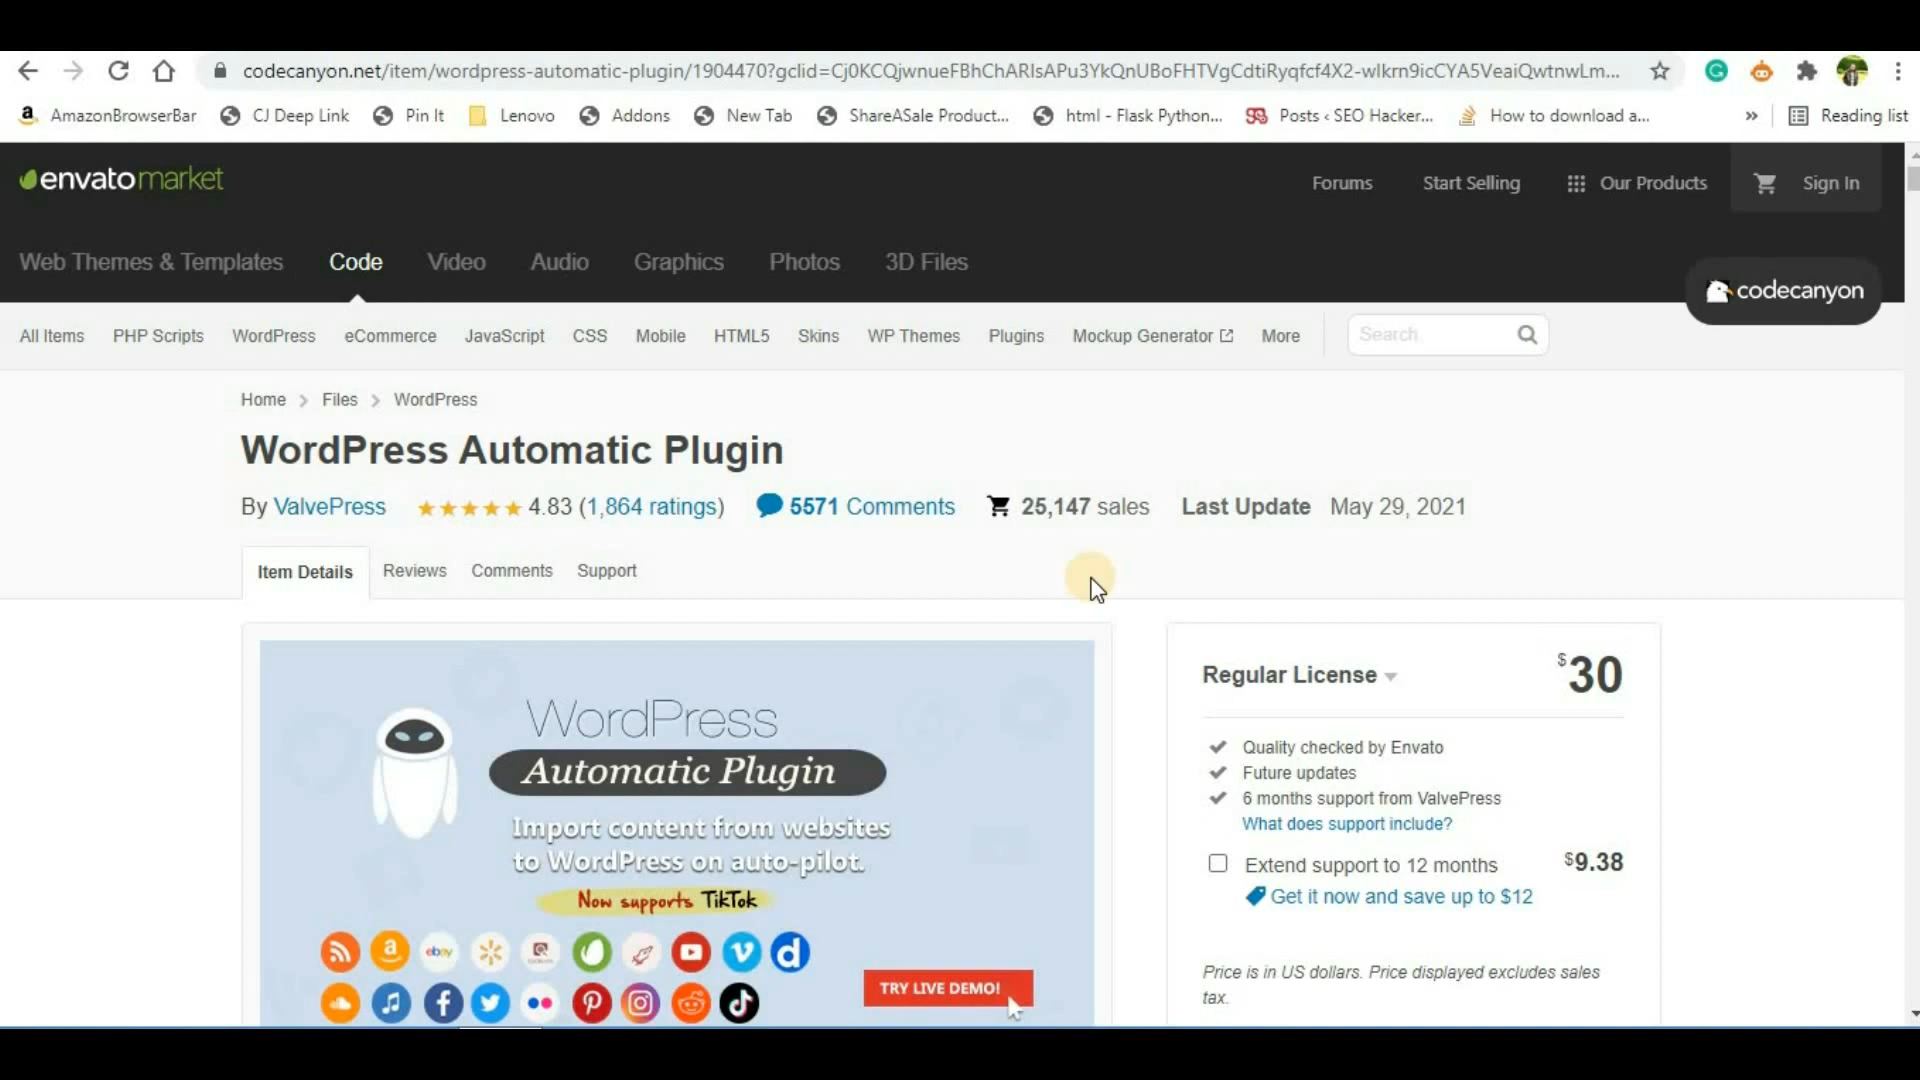 codecanyon.net/item/wordpress-automatic-plugin/1904470?gclid=Cj0KCQjwnueFBhChARIsAPu3YkQnUBoFHTVgCdtiRyqfcf4X2-wlkrn9icCYA5VeaiQwtnwLm...
AmazonBrowserBar CJ Deep Link Pin It Lenovo Addons New Tab ShareASale Product... html - Flask Python... Posts ‹ SEO Hacker... How to download a... » Reading list
envatomarket
Forums Start Selling Our Products Sign In
Web Themes & Templates Code Video Audio Graphics Photos 3D Files
codecanyon
All Items PHP Scripts WordPress eCommerce JavaScript CSS Mobile HTML5 Skins WP Themes Plugins Mockup Generator More Search
Home Files WordPress
WordPress Automatic Plugin
By ValvePress 4.83 (1,864 ratings) 5571 Comments 25,147 sales Last Update May 29, 2021
Item Details Reviews Comments Support
Regular License $30
WordPress
Automatic Plugin
Import content from websites
to WordPress on auto-pilot.
Now supports TikTok
ebay
TRY LIVE DEMO!
Quality checked by Envato
Future updates
6 months support from ValvePress
What does support include?
Extend support to 12 months $9.38
Get it now and save up to $12
Price is in US dollars. Price displayed excludes sales
tax.